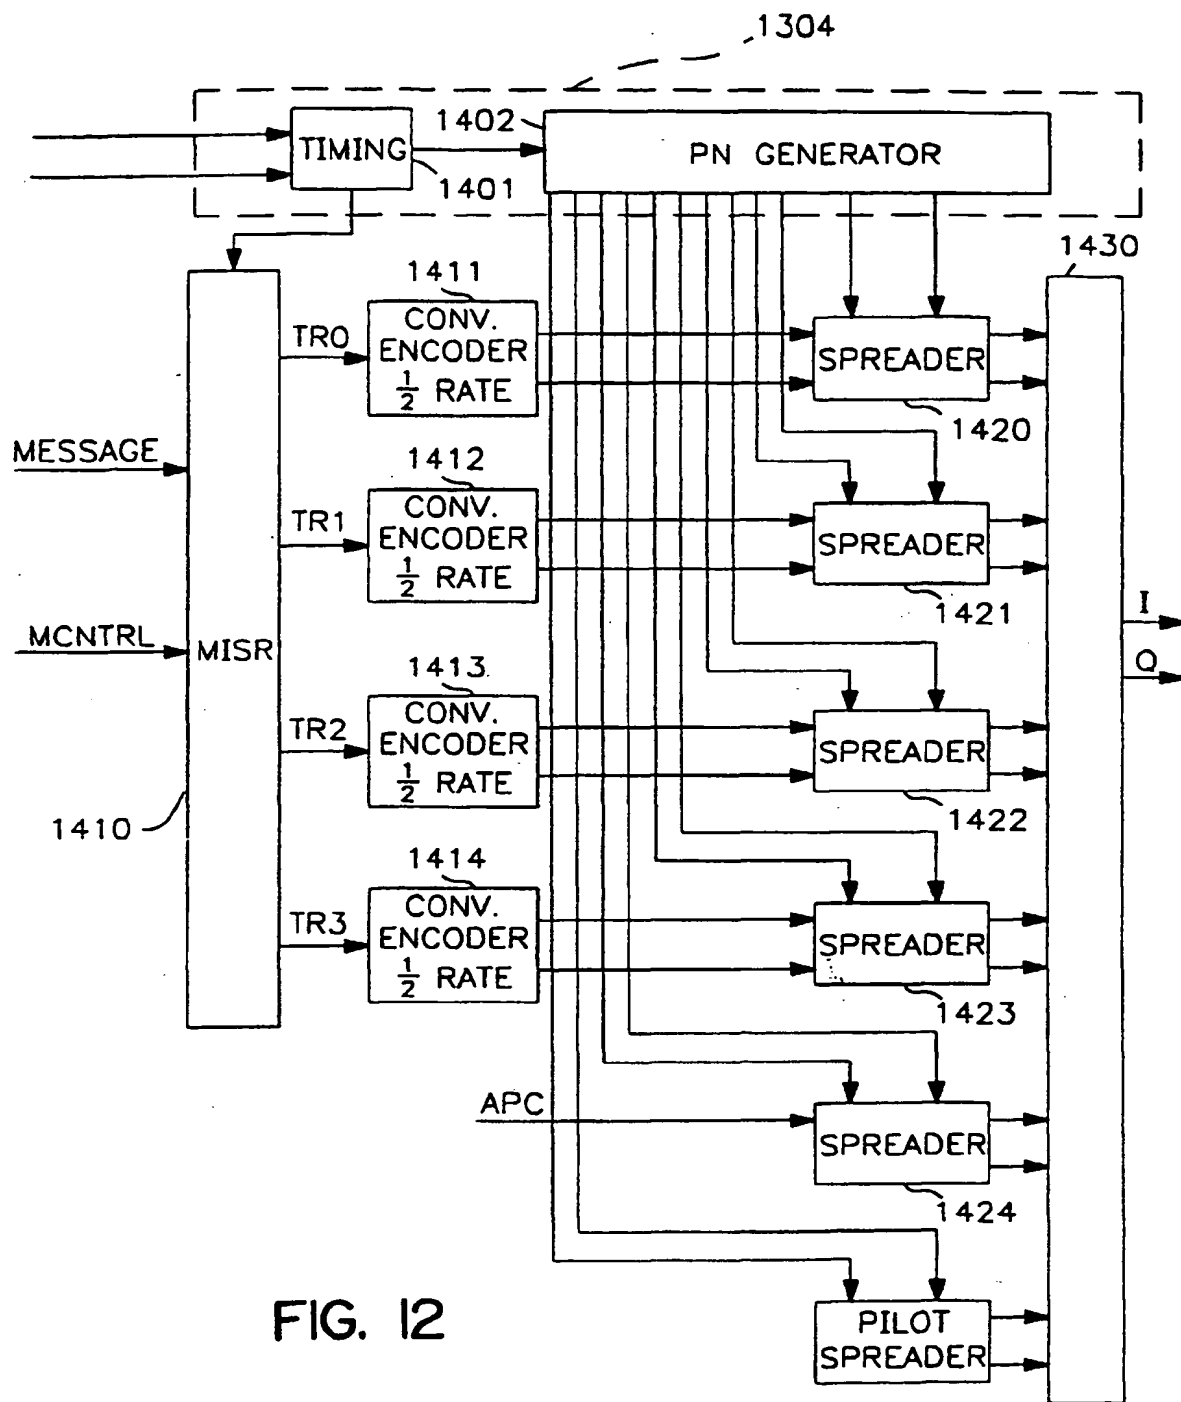 1304
1402
TIMING
PN GENERATOR
1401
1430
1411
TR0
CONV.
ENCODER
1/2 RATE
SPREADER
1420
MESSAGE
1412
TR1
CONV.
ENCODER
1/2 RATE
SPREADER
1421
I
MCNTRL
MISR
Q
1413
TR2
CONV.
ENCODER
1/2 RATE
SPREADER
1422
1410
1414
TR3
CONV.
ENCODER
1/2 RATE
SPREADER
1423
APC
SPREADER
1424
PILOT
SPREADER
FIG. 12